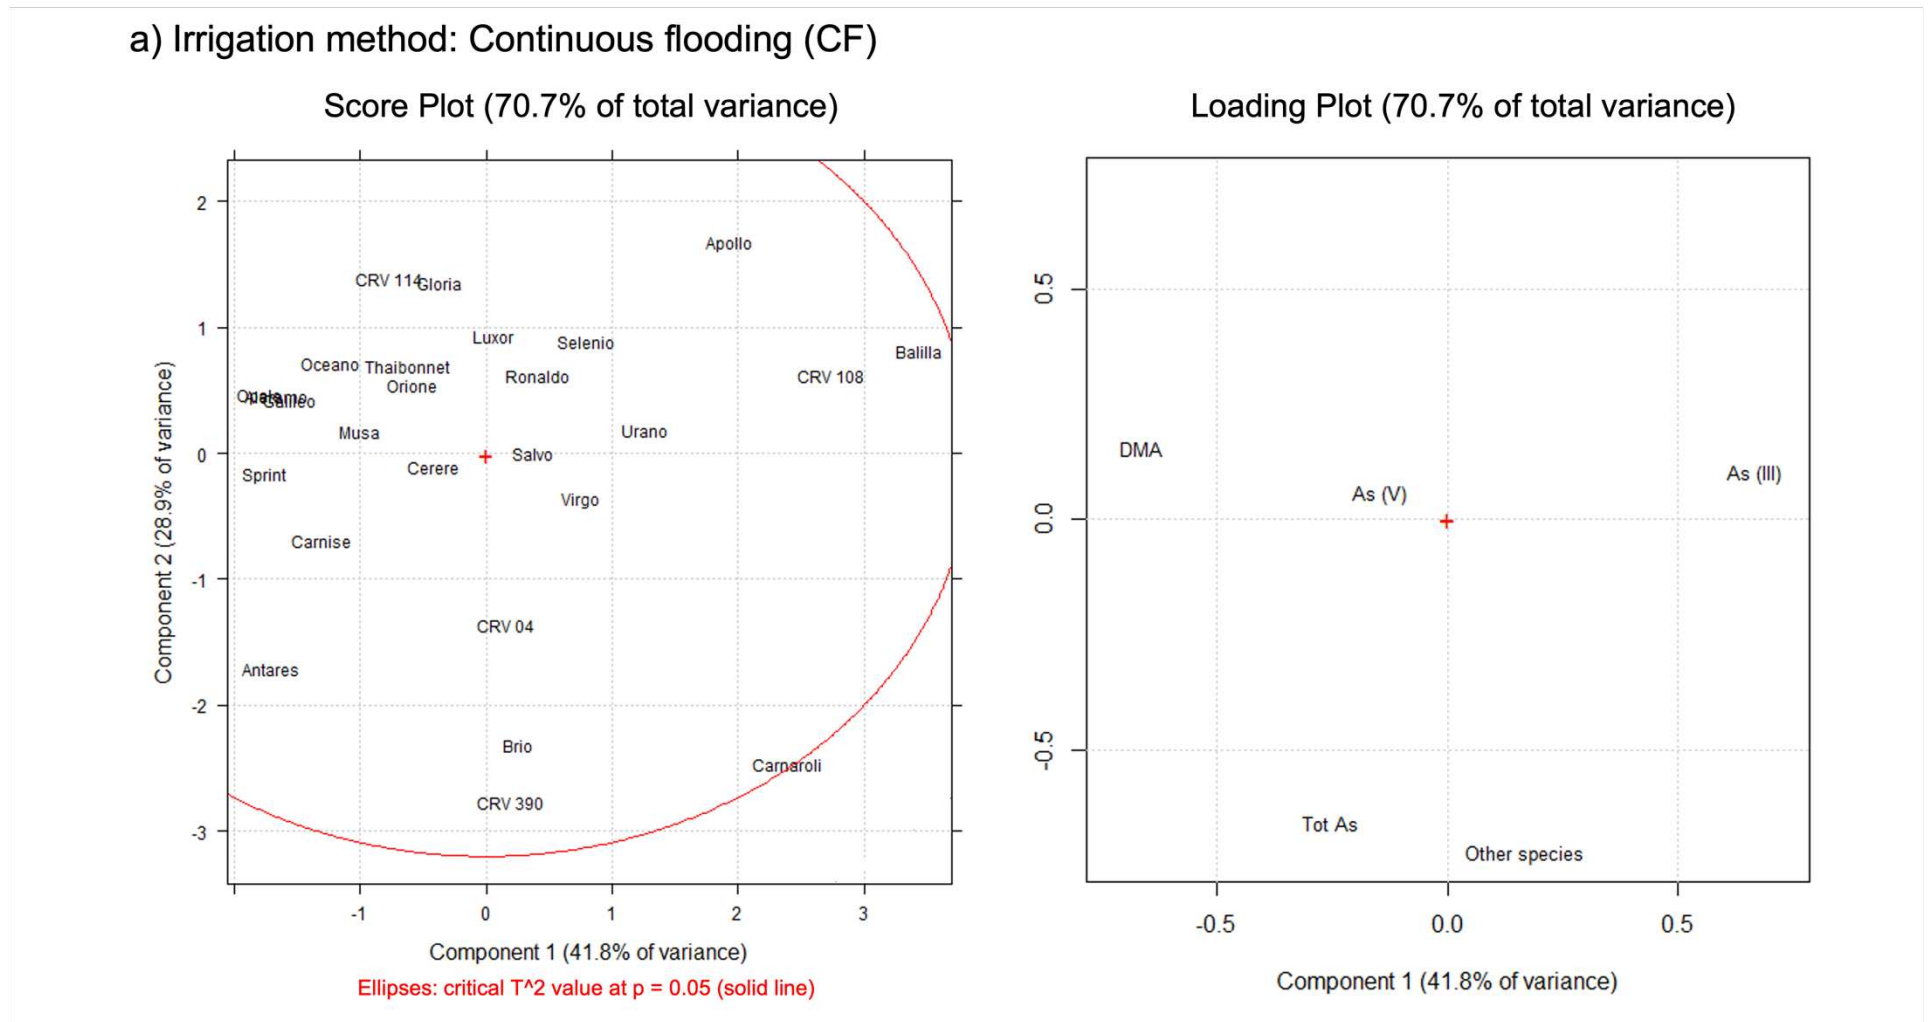 a) Irrigation method: Continuous flooding (CF)
Score Plot (70.7% of total variance)
Component 2 (28.9% of variance)
2
1
0
-1
-2
-3
Apollo
CRV 114
Gloria
Luxor
Selenio
Balilla
Oceano
Thaibonnet
Ronaldo
CRV 108
Orione
Opale
Galileo
Musa
Urano
Cerere
Salvo
Sprint
Virgo
Carnise
CRV 04
Antares
Brio
Carnaroli
CRV 390
-1
0
1
2
3
Component 1 (41.8% of variance)
Ellipses: critical T^2 value at p = 0.05 (solid line)
Loading Plot (70.7% of total variance)
0.5
0.0
-0.5
DMA
As (V)
As (III)
Tot As
Other species
-0.5
0.0
0.5
Component 1 (41.8% of variance)